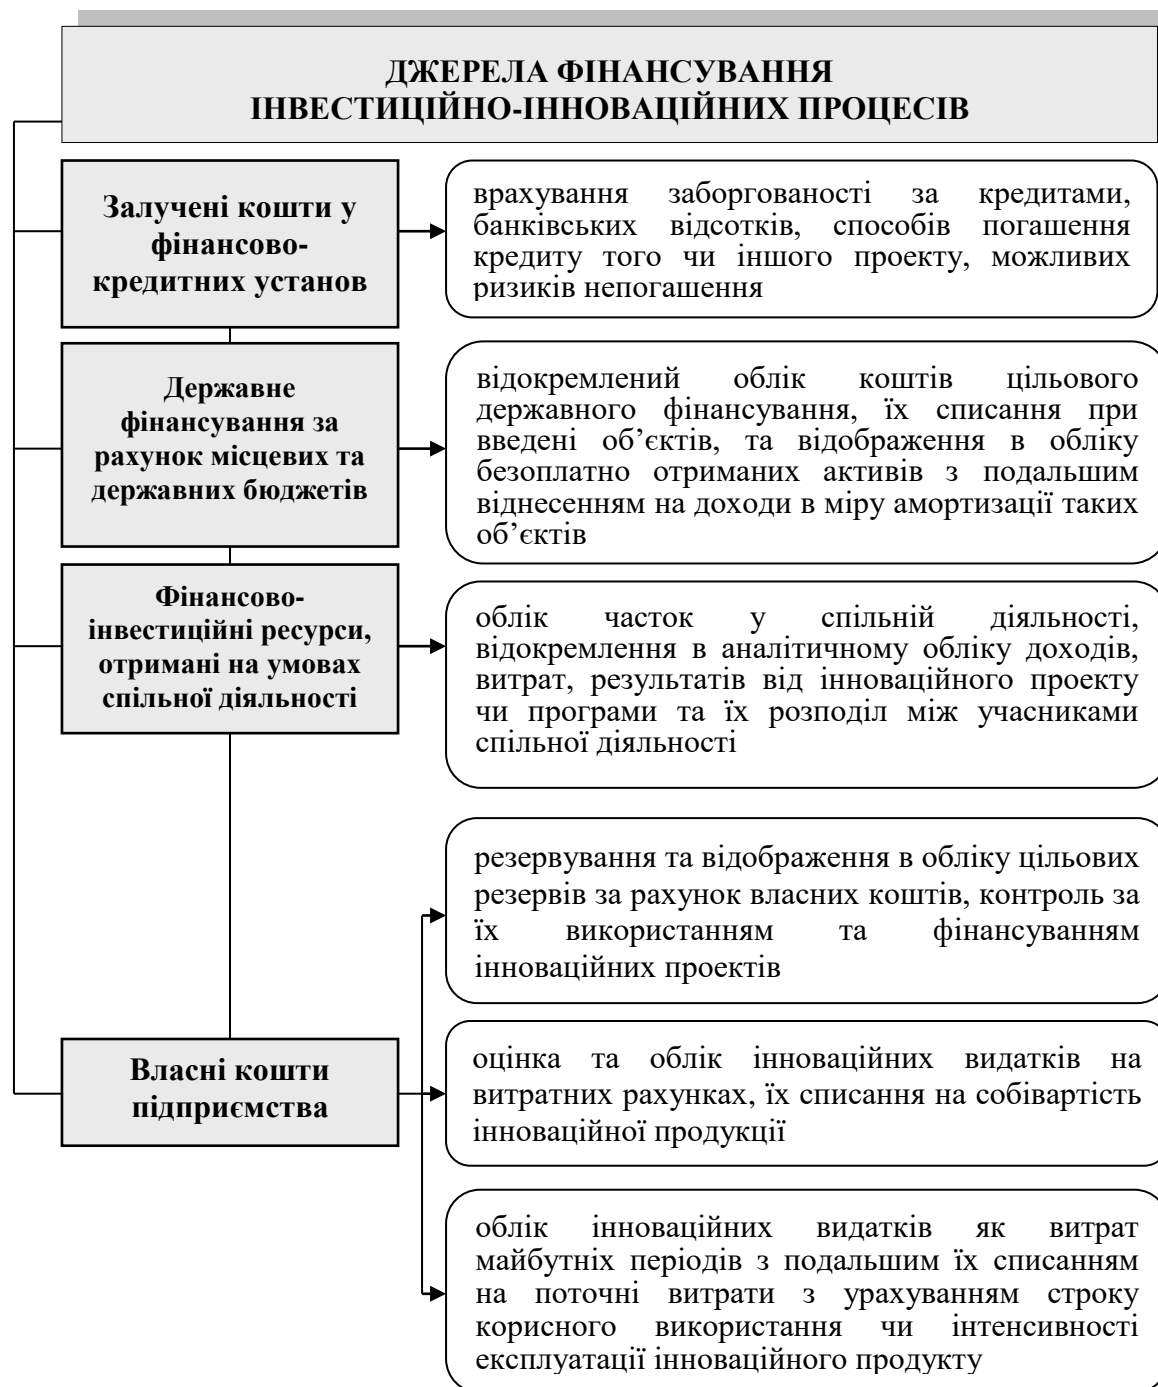 ДЖЕРЕЛА ФІНАНСУВАННЯ
ІНВЕСТИЦІЙНО-ІННОВАЦІЙНИХ ПРОЦЕСІВ
Залучені кошти у
фінансово-
кредитних установ
врахування заборгованості за кредитами,
банківських відсотків, способів погашення
кредиту того чи іншого проекту, можливих
ризиків непогашення
Державне
фінансування за
рахунок місцевих та
державних бюджетів
відокремлений облік коштів цільового
державного фінансування, їх списання при
введені об’єктів, та відображення в обліку
безоплатно отриманих активів з подальшим
віднесенням на доходи в міру амортизації таких
об’єктів
Фінансово-
інвестиційні ресурси,
отримані на умовах
спільної діяльності
облік часток у спільній діяльності,
відокремлення в аналітичному обліку доходів,
витрат, результатів від інноваційного проекту
чи програми та їх розподіл між учасниками
спільної діяльності
Власні кошти
підприємства
резервування та відображення в обліку цільових
резервів за рахунок власних коштів, контроль за
їх використанням та фінансуванням
інноваційних проектів
оцінка та облік інноваційних видатків на
витратних рахунках, їх списання на собівартість
інноваційної продукції
облік інноваційних видатків як витрат
майбутніх періодів з подальшим їх списанням
на поточні витрати з урахуванням строку
корисного використання чи інтенсивності
експлуатації інноваційного продукту